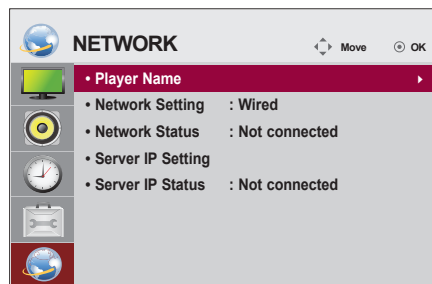 NETWORK
Move
OK
• Player Name
• Network Setting : Wired
• Network Status : Not connected
• Server IP Setting
• Server IP Status : Not connected